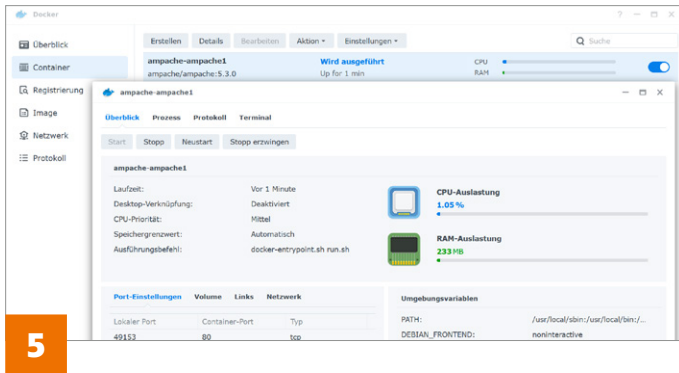 Docker
Überblick
Container
Registrierung
Image
Netzwerk
Protokoll
Erstellen Details Bearbeiten Aktion Einstellungen Suche
ampache-ampache1 Wird ausgeführt CPU
ampache/ampache:5.3.0 Up for 1 min RAM
ampache-ampache1
Überblick Prozess Protokoll Terminal
Start Stopp Neustart Stopp erzwingen
ampache-ampache1
Laufzeit: Vor 1 Minute
Desktop-Verknüpfung: Deaktiviert
CPU-Priorität: Mittel
Speichergrenzwert: Automatisch
Ausführungsbefehl: docker-entrypoint.sh run.sh
CPU-Auslastung
1.05 %
RAM-Auslastung
233 MB
Port-Einstellungen Volume Links Netzwerk
Lokaler Port Container-Port Typ
49153 80 tcp
Umgebungsvariablen
PATH: /usr/local/sbin:/usr/local/bin:/...
DEBIAN_FRONTEND: noninteractive
5